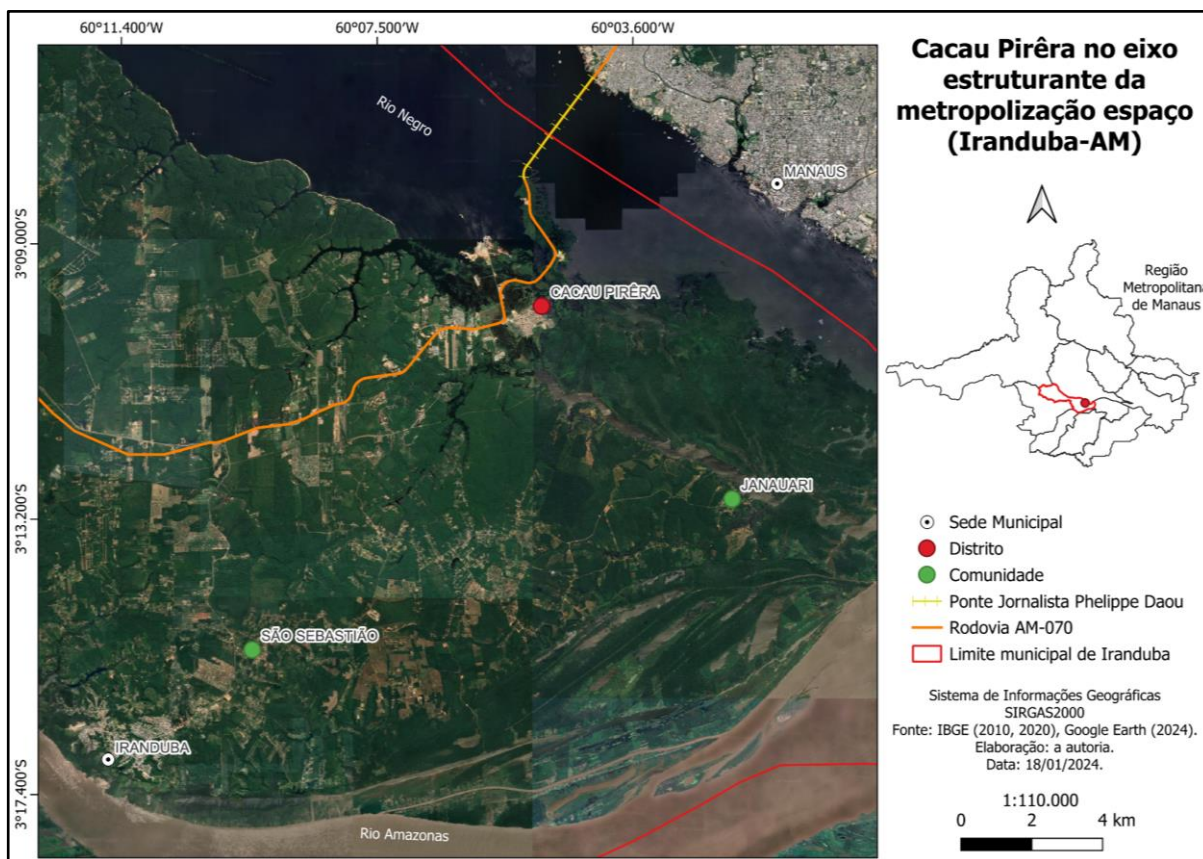 60°11.400'W 60°07.500'W 60°03.600'W
3°09.000'S
3°13.200'S
3°17.400'S
Rio Negro
MANAUS
CACAU PIRÊRA
JANAUARI
SÃO SEBASTIÃO
IRANDUBA
Rio Amazonas
Cacau Pirêra no eixo
estruturante da
metropolização espaço
(Iranduba-AM)
Região
Metropolitana
de Manaus
Sede Municipal
Distrito
Comunidade
Ponte Jornalista Phelippe Daou
Rodovia AM-070
Limite municipal de Iranduba
Sistema de Informações Geográficas
SIRGAS2000
Fonte: IBGE (2010, 2020), Google Earth (2024).
Elaboração: a autoria.
Data: 18/01/2024.
1:110.000
0 2 4 km